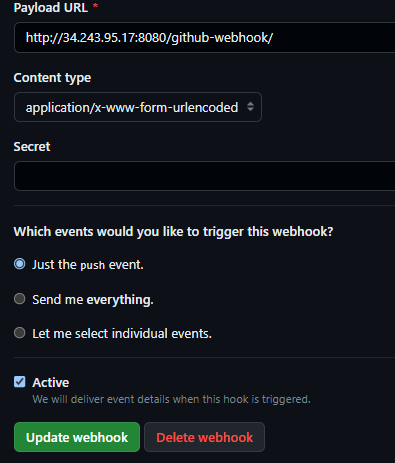 Payload URL *
http://34.243.95.17:8080/github-webhook/
Content type
application/x-www-form-urlencoded
Secret
Which events would you like to trigger this webhook?
Just the push event.
Send me everything.
Let me select individual events.
Active
We will deliver event details when this hook is triggered.
Update webhook Delete webhook